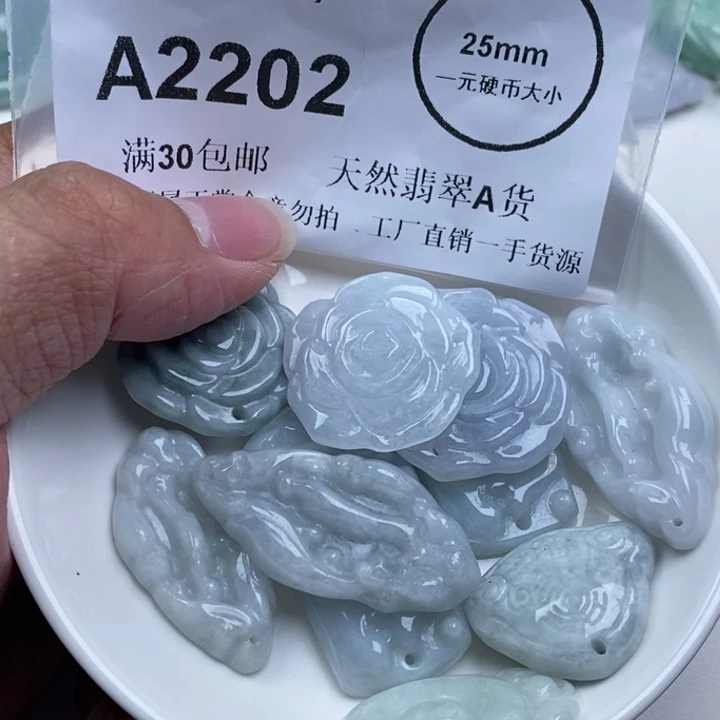 A2202
25mm
一元硬币大小
满30包邮
天然翡翠A货
勿拍
工厂直销一手货源